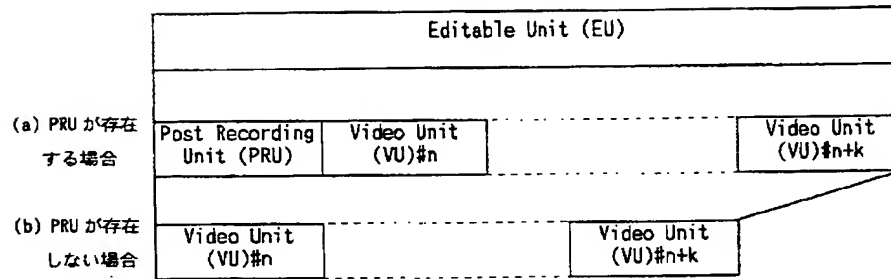 Editable Unit (EU)
(a) PRU が存在
する場合
Post Recording
Unit (PRU)
Video Unit
(VU)#n
Video Unit
(VU)#n+k
(b) PRU が存在
しない場合
Video Unit
(VU)#n
Video Unit
(VU)#n+k